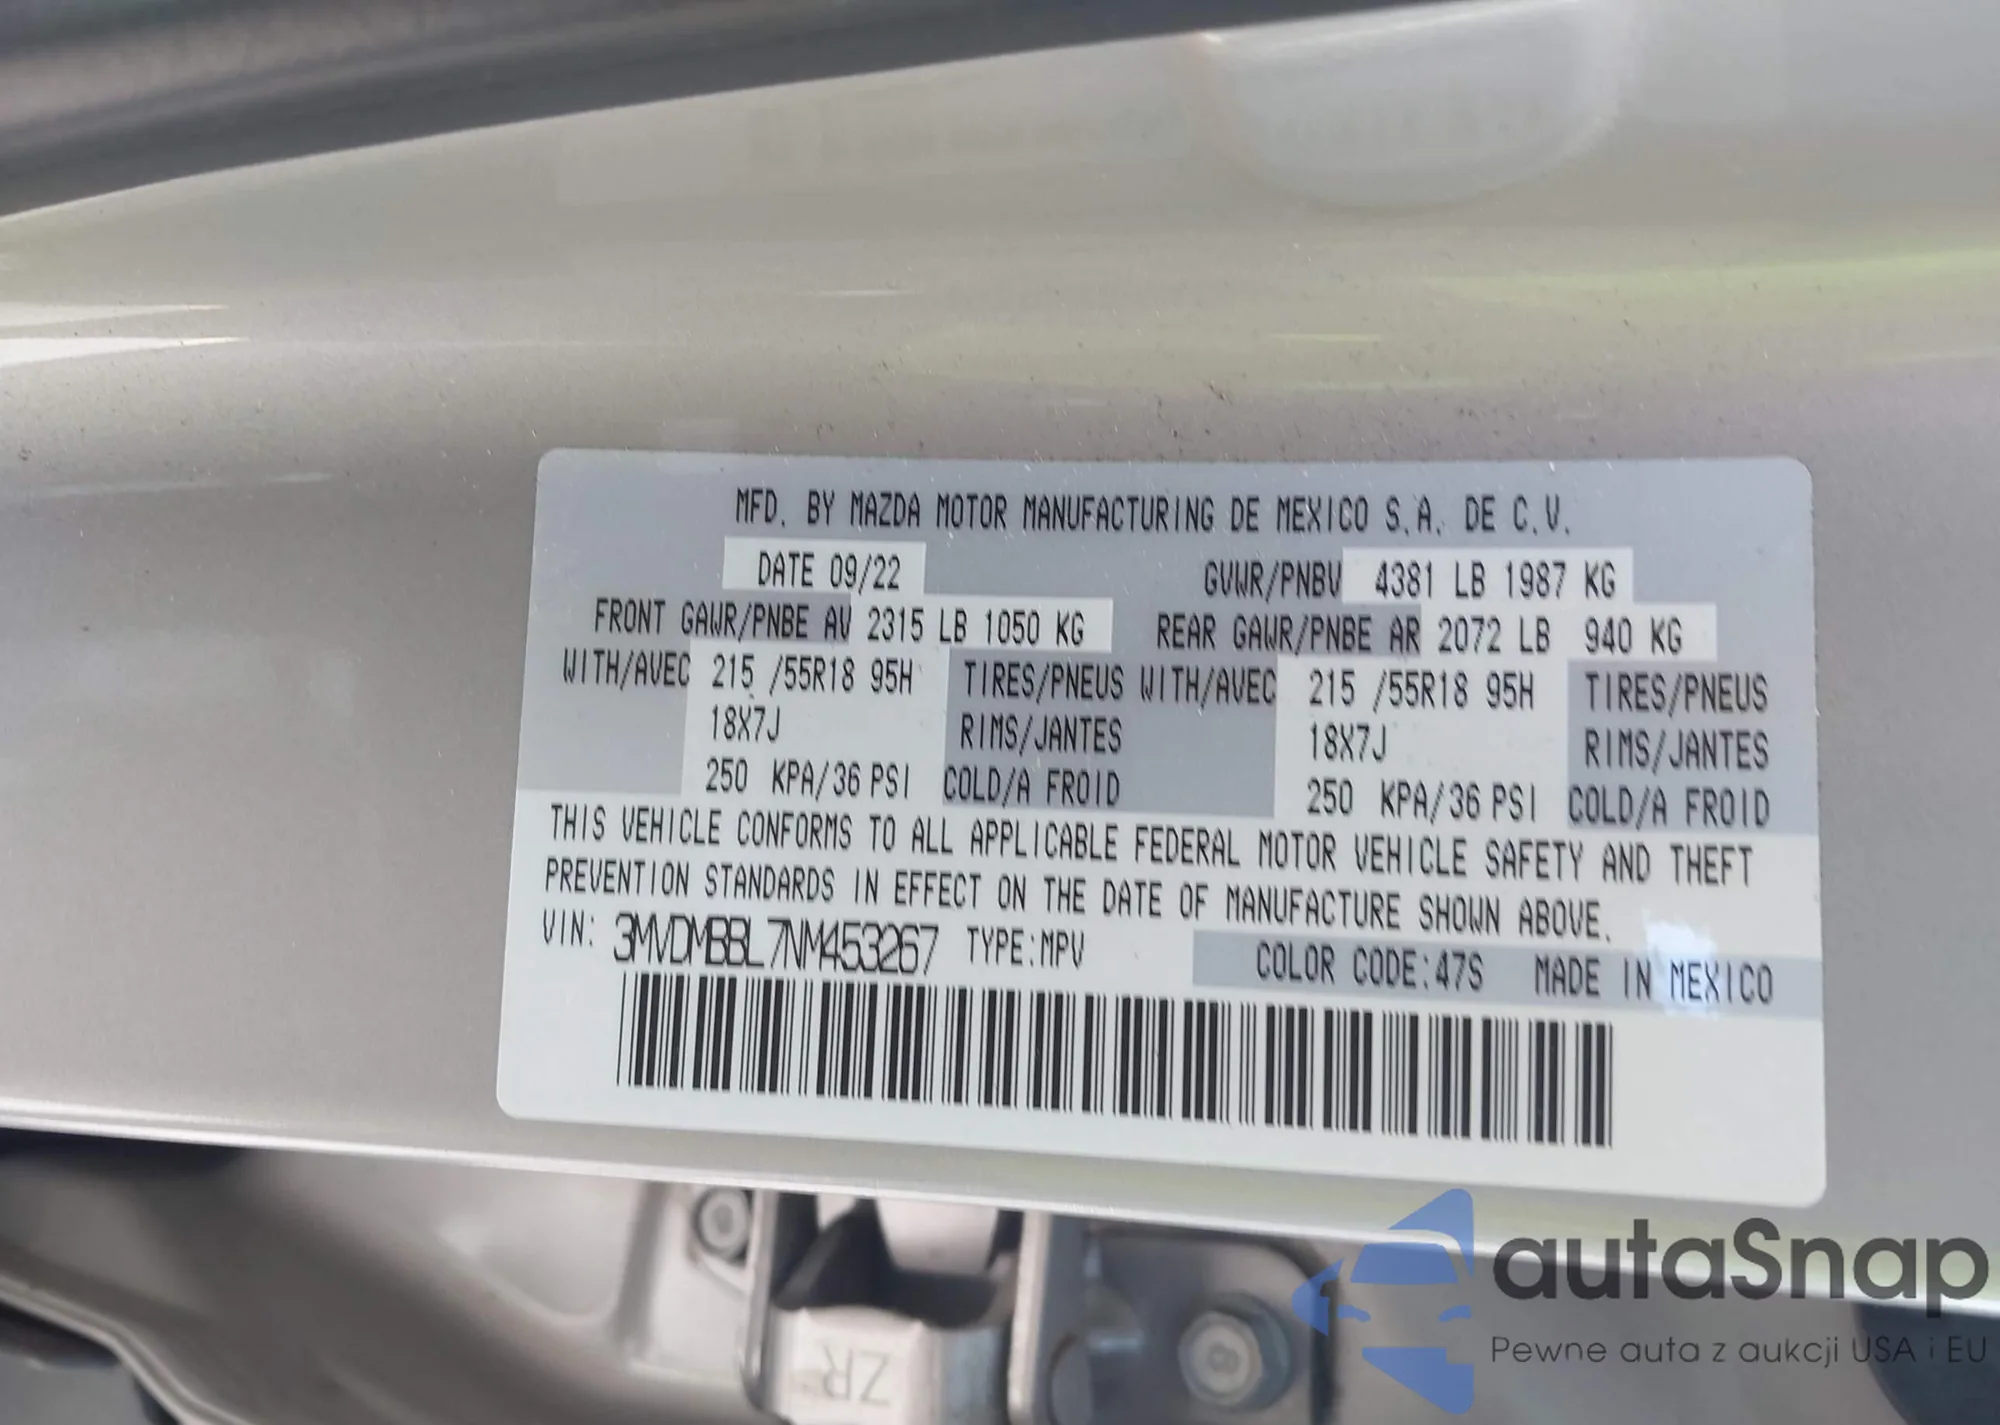 MFD. BY MAZDA MOTOR MANUFACTURING DE MEXICO S.A. DE C.V.
DATE 09/22 GVWR/PNBV 4381 LB 1987 KG
FRONT GAWR/PNBE AV 2315 LB 1050 KG REAR GAWR/PNBE AR 2072 LB 940 KG
WITH/AVEC 215 /55R18 95H TIRES/PNEUS WITH/AVEC 215 /55R18 95H TIRES/PNEUS
18X7J RIMS/JANTES 18X7J RIMS/JANTES
250 KPA/36 PSI COLD/A FROID 250 KPA/36 PSI COLD/A FROID
THIS VEHICLE CONFORMS TO ALL APPLICABLE FEDERAL MOTOR VEHICLE SAFETY AND THEFT
PREVENTION STANDARDS IN EFFECT ON THE DATE OF MANUFACTURE SHOWN ABOVE.
VIN: 3MVDMBBL7NM453267 TYPE:MPV COLOR CODE:47S MADE IN MEXICO
ZR
8
8
autoSnap
Pewne auta z aukcji USA i EU